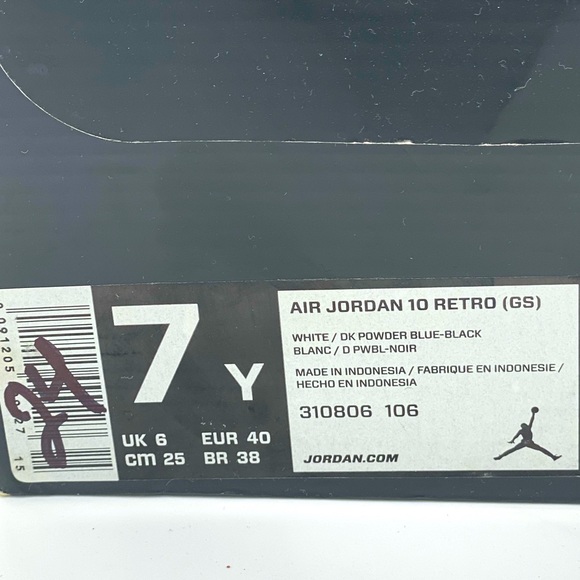 7 Y
UK 6 EUR 40
CM 25 BR 38
AIR JORDAN 10 RETRO (GS)
WHITE / DK POWDER BLUE-BLACK
BLANC / D PWBL-NOIR
MADE IN INDONESIA / FABRIQUE EN INDONESIE /
HECHO EN INDONESIA
310806 106
JORDAN.COM
24